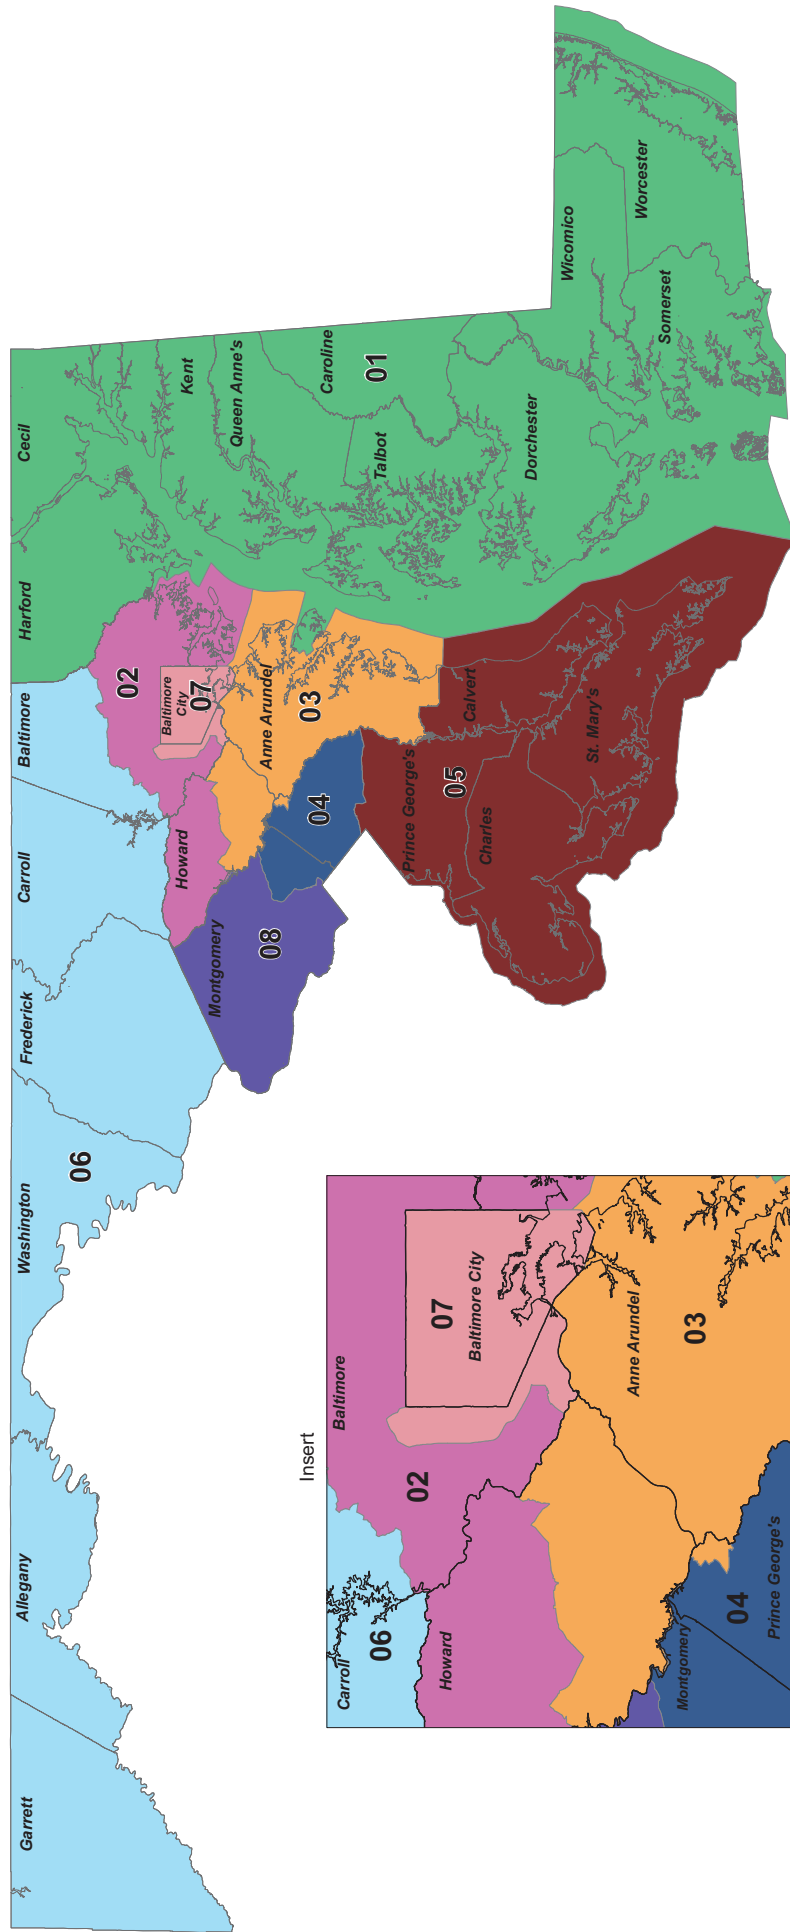 Garrett
Allegany
Washington
06
Frederick
Carroll
Baltimore
Harford
Cecil
02
Baltimore
City
07
Howard
Kent
Queen Anne's
Caroline
01
Talbot
Dorchester
Wicomico
Worcester
Somerset
Montgomery
08
Anne Arundel
03
04
Prince George's
05
Calvert
Charles
St. Mary's
Insert
Carroll
06
Baltimore
02
07
Baltimore City
Howard
Anne Arundel
03
Montgomery
04
Prince George's